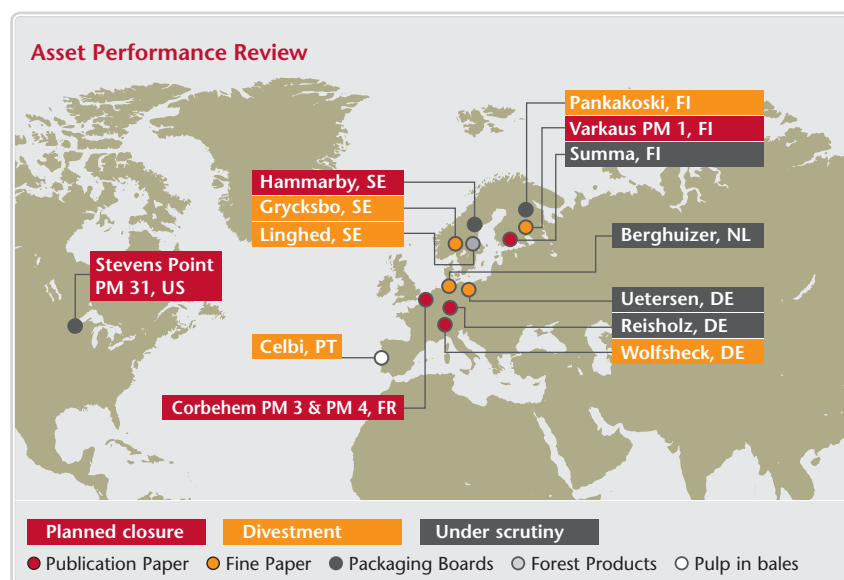 Asset Performance Review
Pankakoski, FI
Varkaus PM 1, FI
Summa, FI
Hammarby, SE
Grycksbo, SE
Linghed, SE
Berghuizer, NL
Stevens Point
PM 31, US
Uetersen, DE
Reisholz, DE
Wolfsheck, DE
Celbi, PT
Corbehem PM 3 & PM 4, FR
Planned closure
Divestment
Under scrutiny
Publication Paper
Fine Paper
Packaging Boards
Forest Products
Pulp in bales